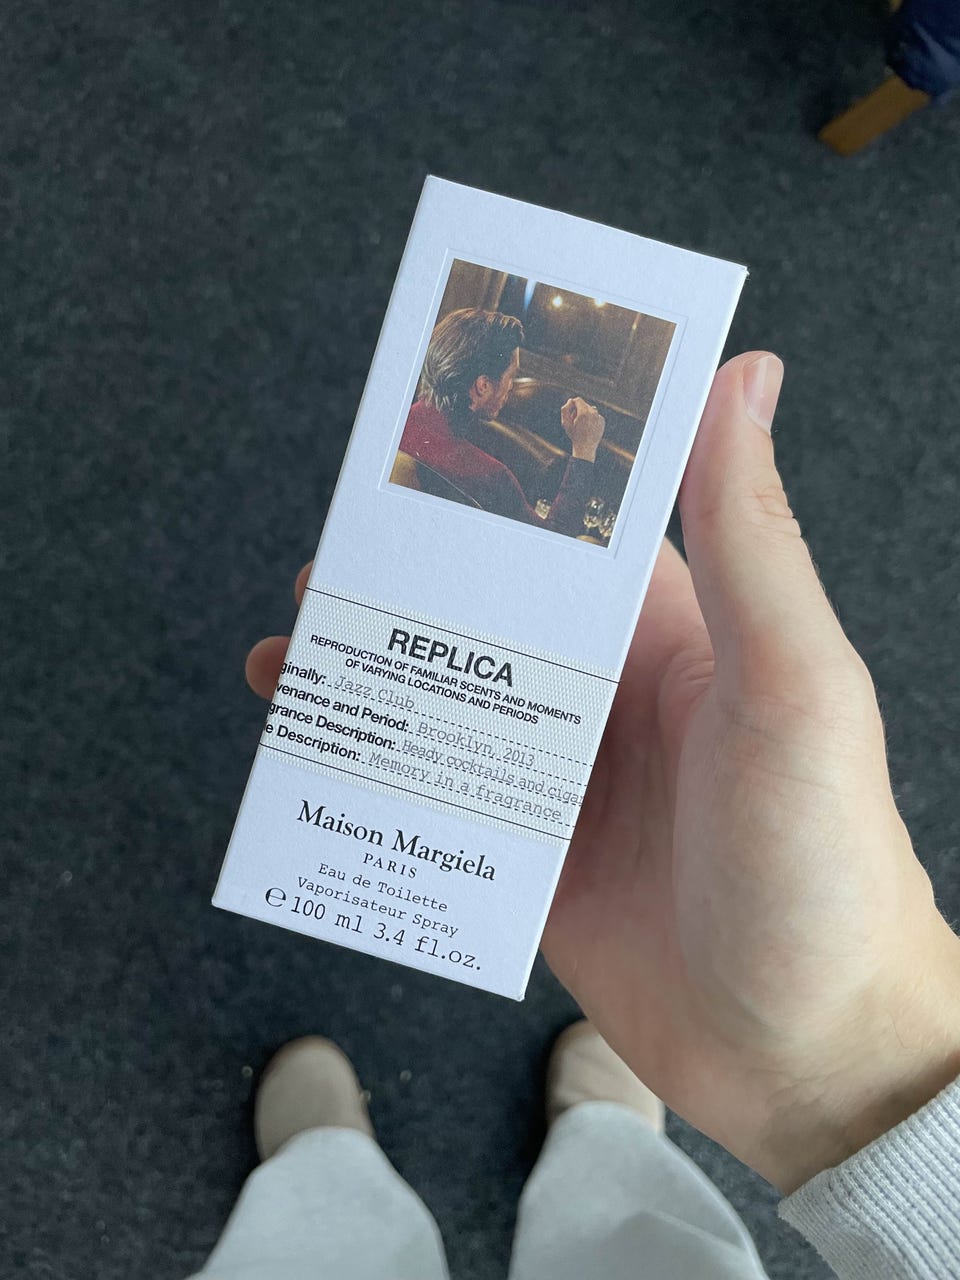 REPLICA
REPRODUCTION OF FAMILIAR SCENTS AND MOMENTS
OF VARYING LOCATIONS AND PERIODS
ginally: Jazz Club
venance and Period: Brooklyn, 2013
grance Description: Heady cocktails and cigar
e Description: Memory in a fragrance
Maison Margiela
PARIS
Eau de Toilette
Vaporisateur Spray
℮ 100 ml 3.4 fl.oz.